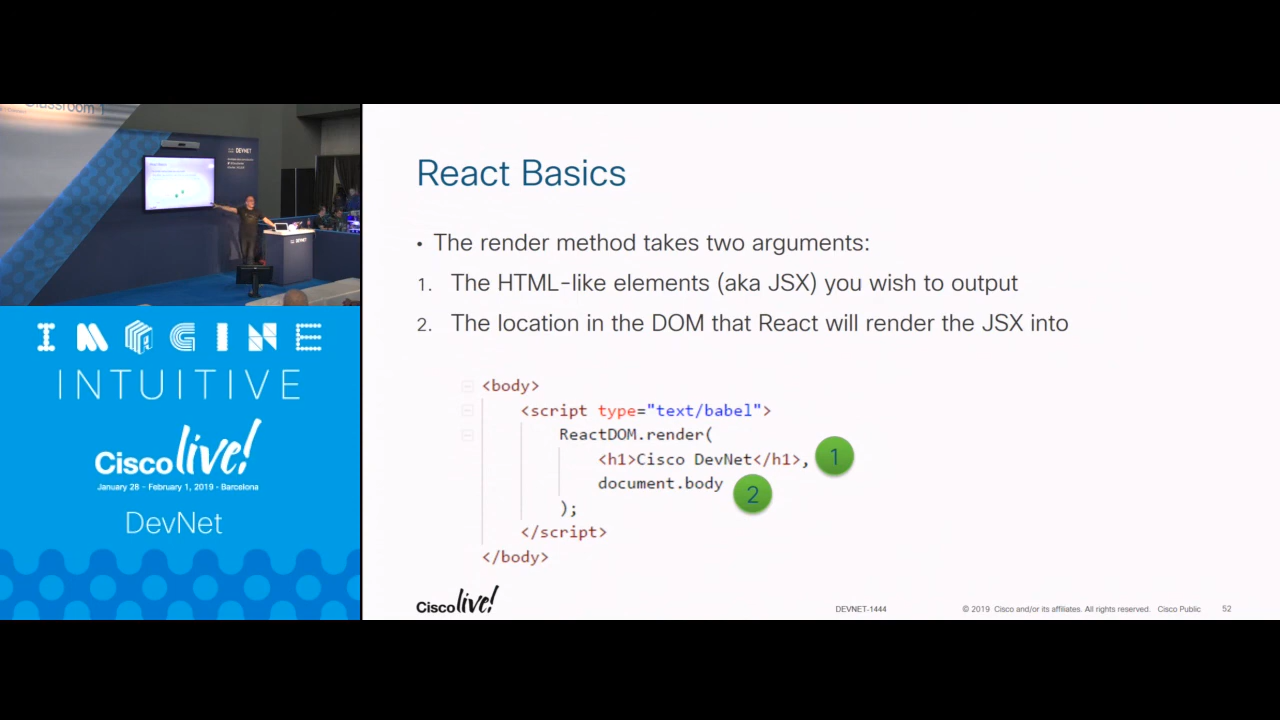 Classroom
DEVNET
IMAGINE
INTUITIVE
Cisco live!
January 28 - February 1, 2019 • Barcelona
DevNet
React Basics
• The render method takes two arguments:
1. The HTML-like elements (aka JSX) you wish to output
2. The location in the DOM that React will render the JSX into
<body>
<script type="text/babel">
ReactDOM.render(
<h1>Cisco DevNet</h1>, 1
document.body 2
);
</script>
</body>
Cisco live!
DEVNET-1444 © 2019 Cisco and/or its affiliates. All rights reserved. Cisco Public 52